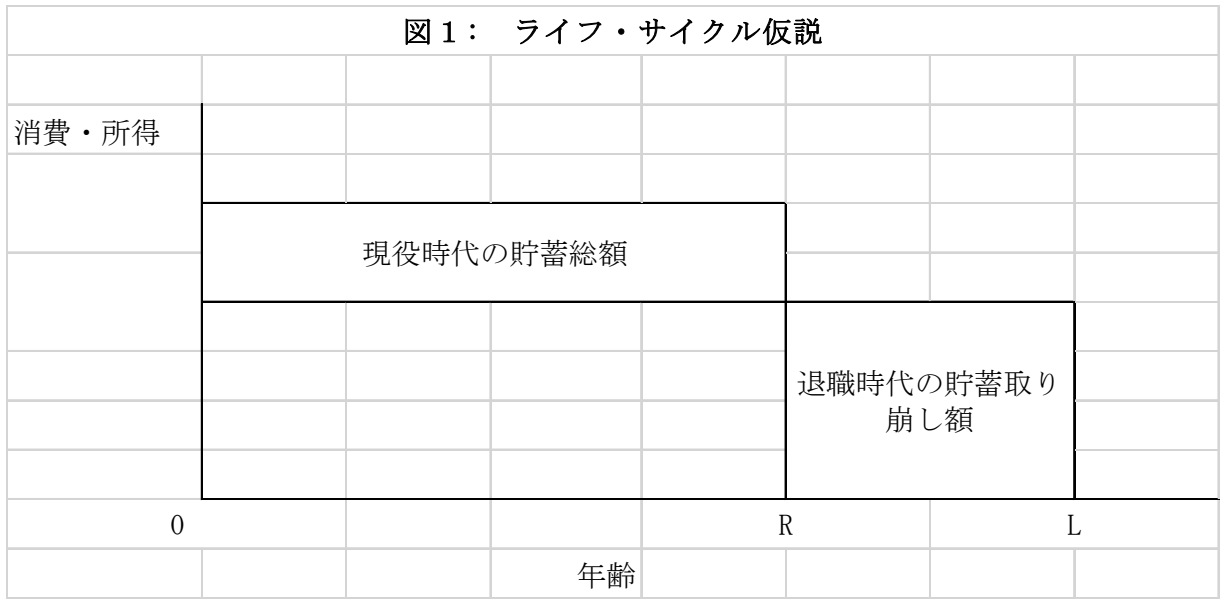 図１： ライフ・サイクル仮説
消費・所得
現役時代の貯蓄総額
退職時代の貯蓄取り
崩し額
0 R L
年齢